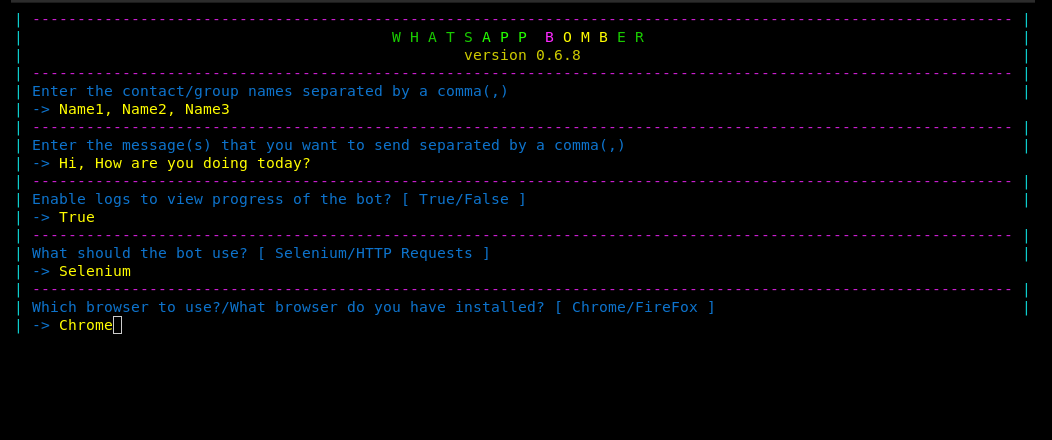 | ------------------------------------------------------------------------------------------------------------- |
| W H A T S A P P  B O M B E R |
| version 0.6.8 |
| ------------------------------------------------------------------------------------------------------------- |
| Enter the contact/group names separated by a comma(,) |
| -> Name1, Name2, Name3
| ------------------------------------------------------------------------------------------------------------- |
| Enter the message(s) that you want to send separated by a comma(,) |
| -> Hi, How are you doing today?
| ------------------------------------------------------------------------------------------------------------- |
| Enable logs to view progress of the bot? [ True/False ] |
| -> True
| ------------------------------------------------------------------------------------------------------------- |
| What should the bot use? [ Selenium/HTTP Requests ] |
| -> Selenium
| ------------------------------------------------------------------------------------------------------------- |
| Which browser to use?/What browser do you have installed? [ Chrome/FireFox ] |
| -> Chrome